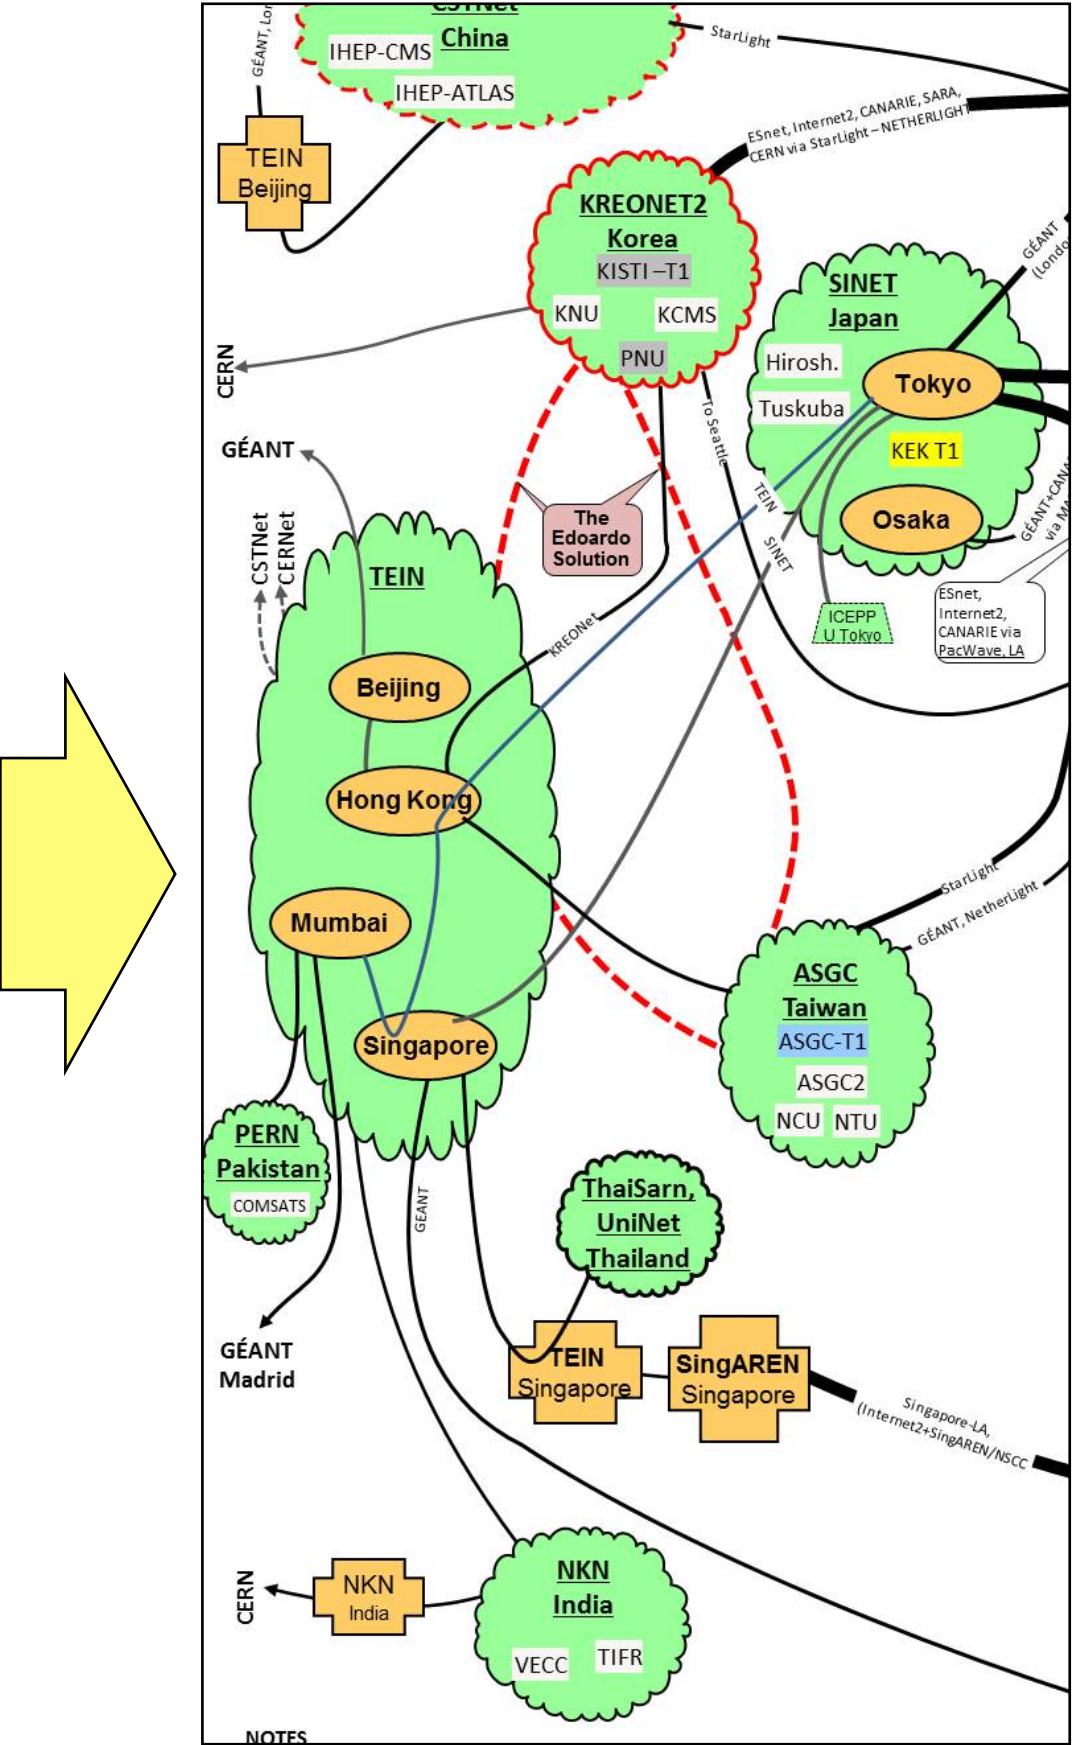 CSTNet
China
IHEP-CMS
IHEP-ATLAS
StarLight
TEIN
Beijing
ESnet, Internet2, CANARIE, SARA,
CERN via StarLight – NETHERLIGHT
KREONET2
Korea
KISTI –T1
KNU
KCMS
PNU
CERN
GÉANT
SINET
Japan
Hirosh.
Tokyo
Tuskuba
KEK T1
Osaka
GÉANT
To Seattle
TEIN
SINET
The
Edoardo
Solution
CSTNet
CERNet
ICEPP
U Tokyo
ESnet,
Internet2,
CANARIE via
PacWave, LA
TEIN
KREONet
Beijing
Hong Kong
Mumbai
Singapore
StarLight
GÉANT, NetherLight
ASGC
Taiwan
ASGC-T1
ASGC2
NCU
NTU
PERN
Pakistan
COMSATS
GEANT
ThaiSarn,
UniNet
Thailand
GÉANT
Madrid
TEIN
Singapore
SingAREN
Singapore
Singapore-LA,
(Internet2+SingAREN/NSCC
CERN
NKN
India
NKN
India
VECC
TIFR
NOTES